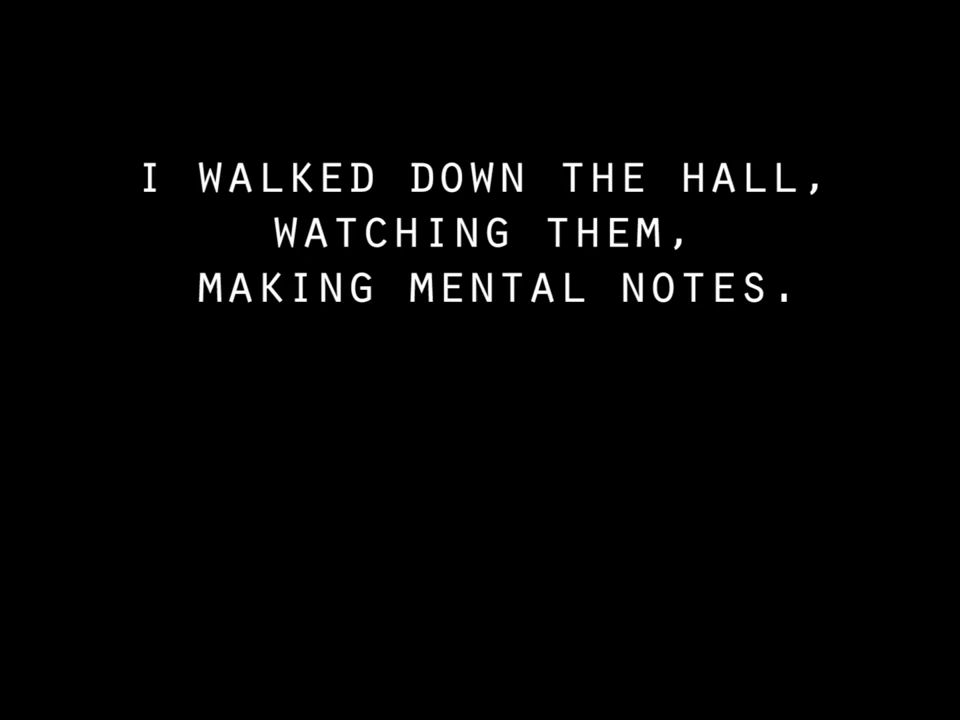 I WALKED DOWN THE HALL,
WATCHING THEM,
MAKING MENTAL NOTES.